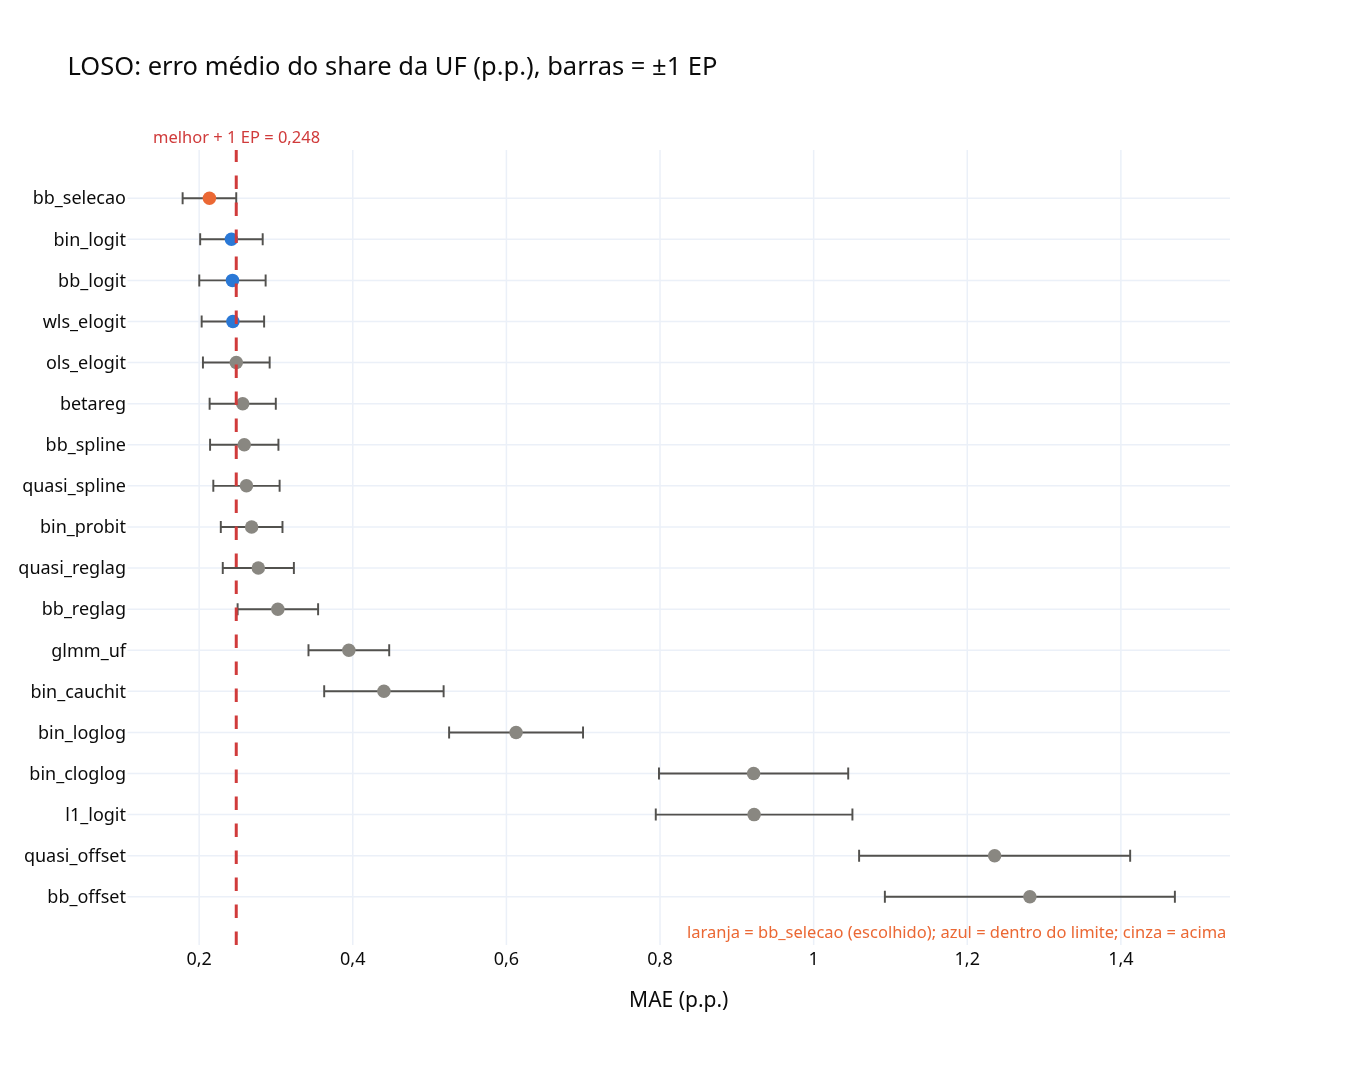 LOSO: erro médio do share da UF (p.p.), barras = ±1 EP
melhor + 1 EP = 0,248
bb_selecao
bin_logit
bb_logit
wls_elogit
ols_elogit
betareg
bb_spline
quasi_spline
bin_probit
quasi_reglag
bb_reglag
glmm_uf
bin_cauchit
bin_loglog
bin_cloglog
l1_logit
quasi_offset
bb_offset
laranja = bb_selecao (escolhido); azul = dentro do limite; cinza = acima
0,2 0,4 0,6 0,8 1 1,2 1,4
MAE (p.p.)